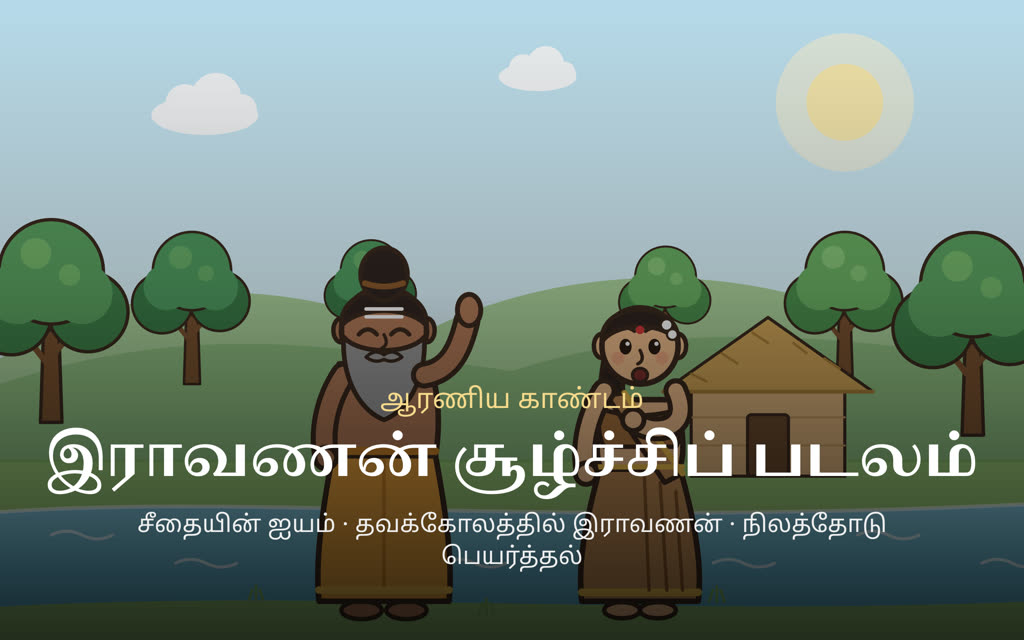 ஆரணிய காண்டம்
இராவணன் சூழ்ச்சிப் படலம்
சீதையின் ஐயம் · தவக்கோலத்தில் இராவணன் · நிலத்தோடு
பெயர்த்தல்